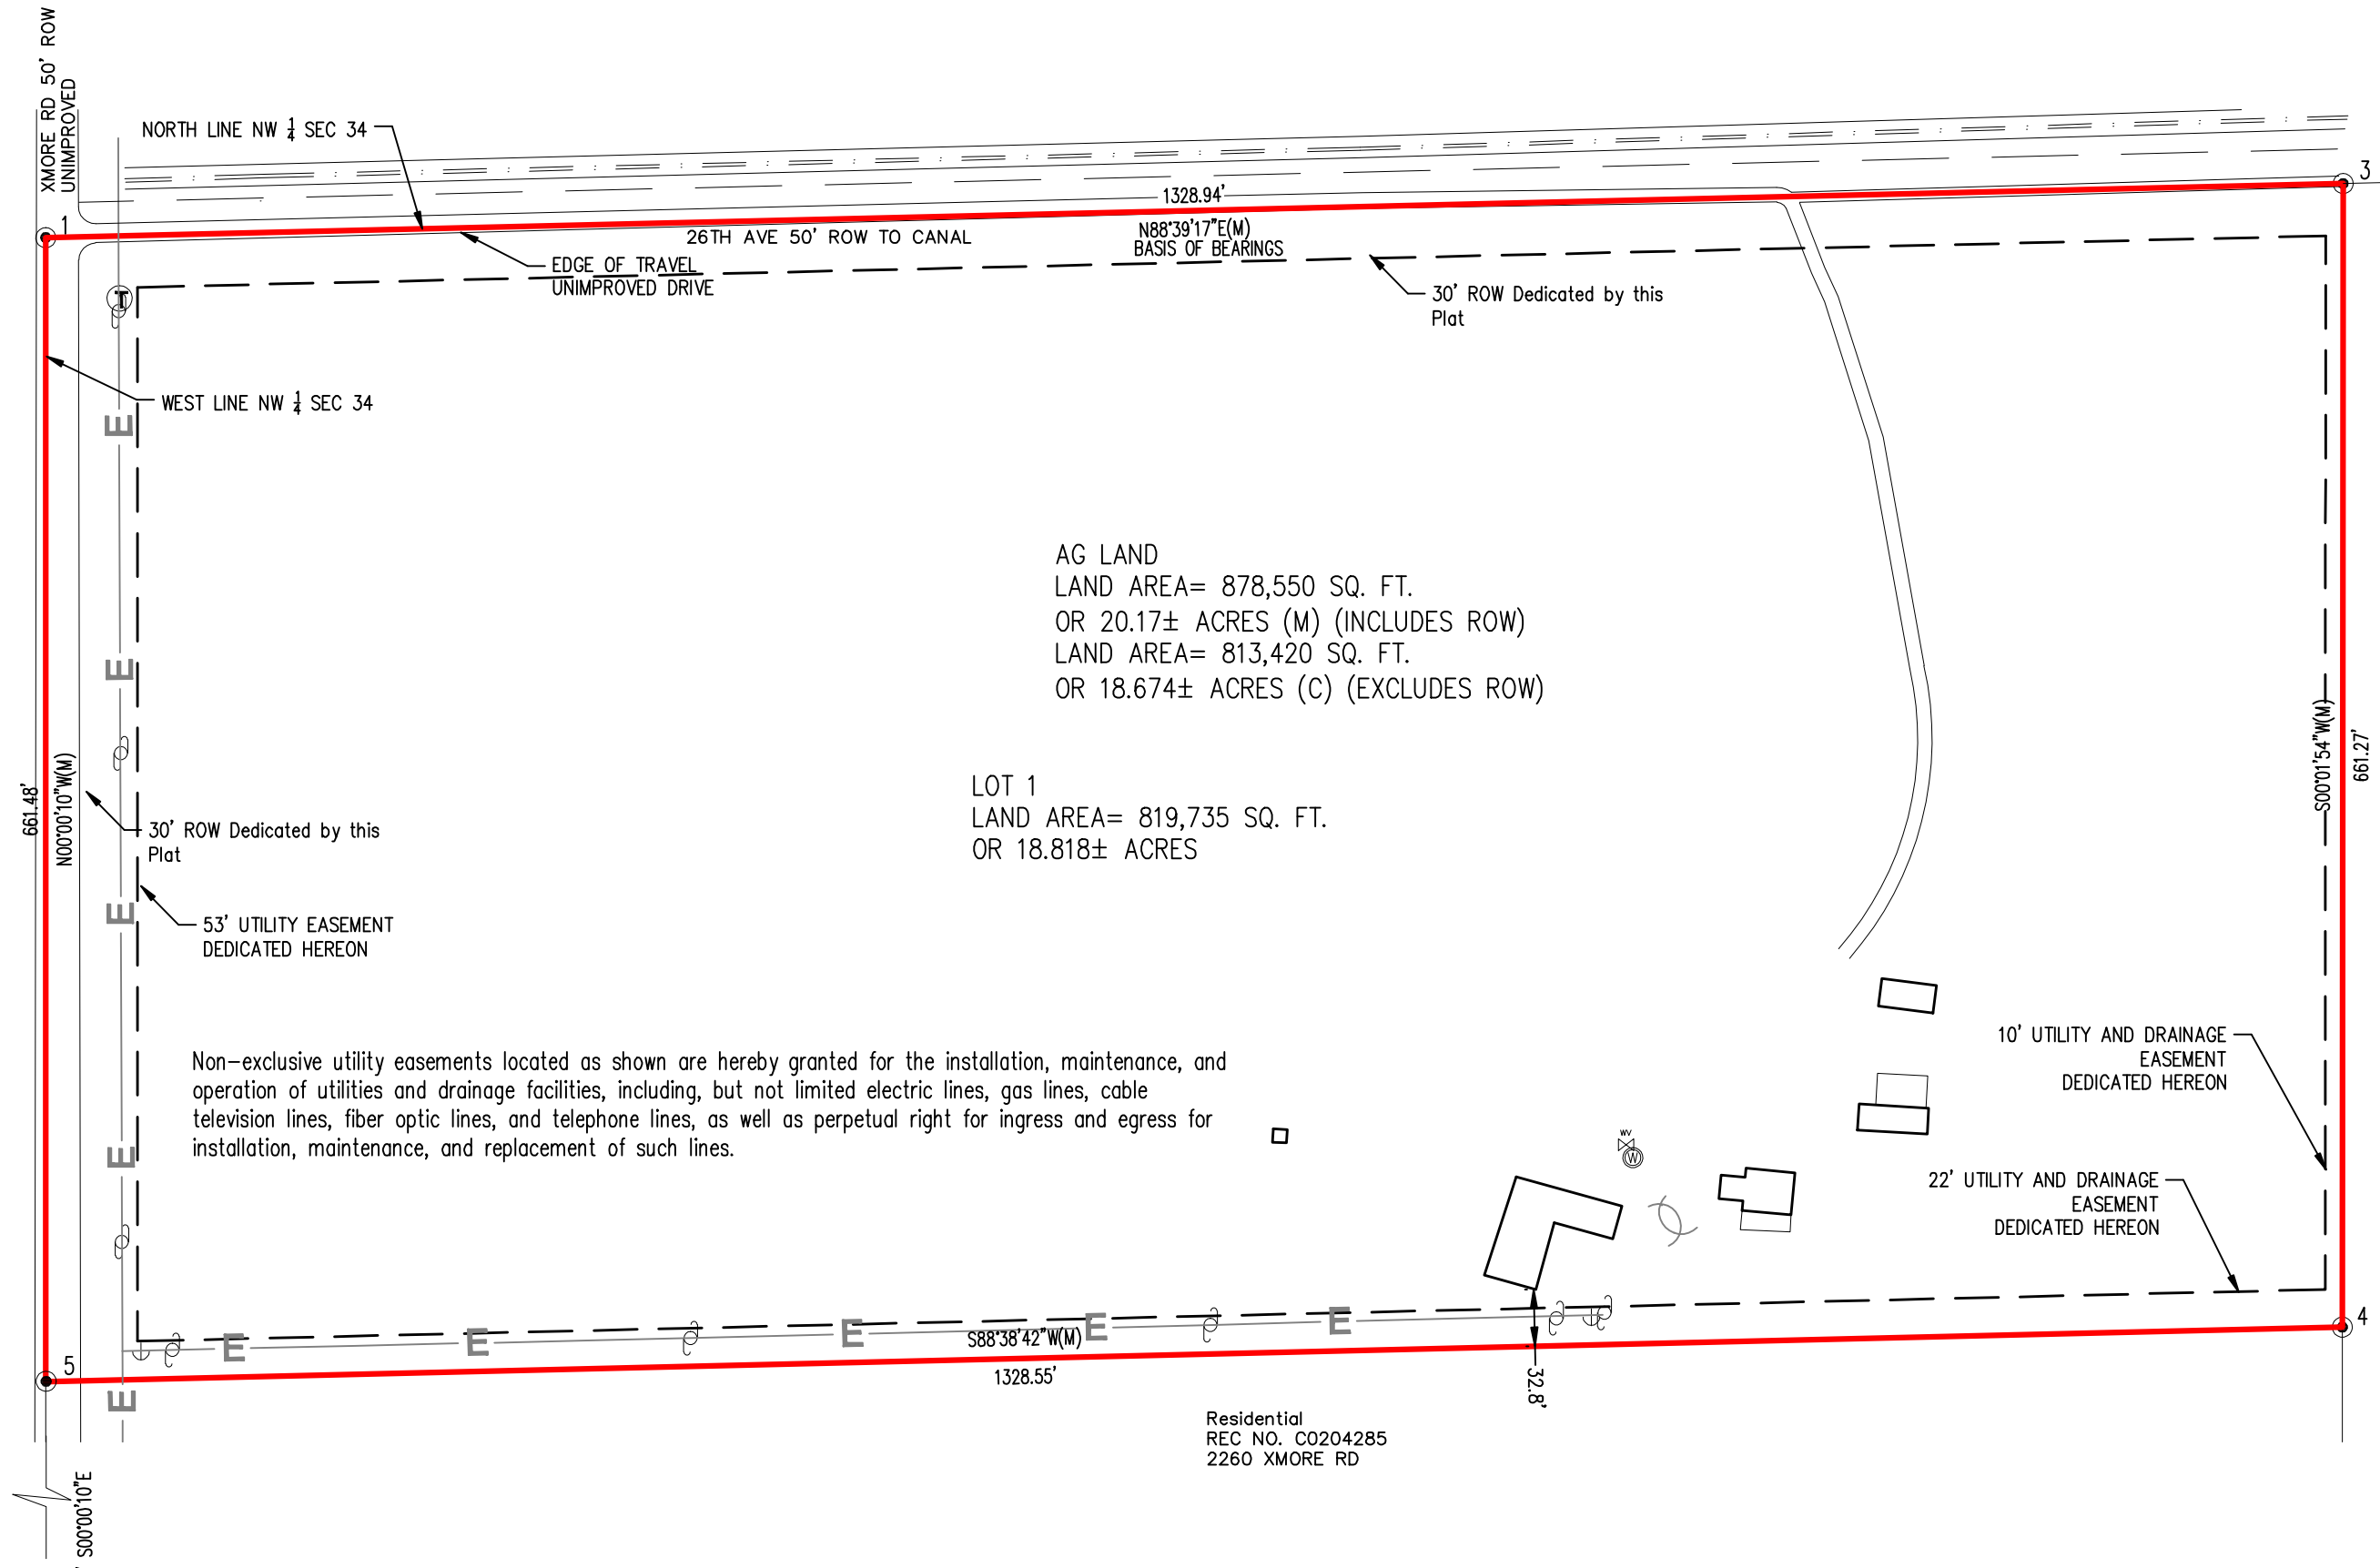 XMORE RD 50' ROW
UNIMPROVED
NORTH LINE NW 1/4 SEC 34
1
3
1328.94'
N88°39'17"E(M)
BASIS OF BEARINGS
26TH AVE 50' ROW TO CANAL
EDGE OF TRAVEL
UNIMPROVED DRIVE
30' ROW Dedicated by this
Plat
T
WEST LINE NW 1/4 SEC 34
E
E
E
E
E
AG LAND
LAND AREA= 878,550 SQ. FT.
OR 20.17± ACRES (M) (INCLUDES ROW)
LAND AREA= 813,420 SQ. FT.
OR 18.674± ACRES (C) (EXCLUDES ROW)
LOT 1
LAND AREA= 819,735 SQ. FT.
OR 18.818± ACRES
661.48'
N00°00'10"W(M)
S00°01'54"W(M)
661.27'
30' ROW Dedicated by this
Plat
53' UTILITY EASEMENT
DEDICATED HEREON
Non-exclusive utility easements located as shown are hereby granted for the installation, maintenance, and
operation of utilities and drainage facilities, including, but not limited electric lines, gas lines, cable
television lines, fiber optic lines, and telephone lines, as well as perpetual right for ingress and egress for
installation, maintenance, and replacement of such lines.
10' UTILITY AND DRAINAGE
EASEMENT
DEDICATED HEREON
WV
W
22' UTILITY AND DRAINAGE
EASEMENT
DEDICATED HEREON
E
E
E
E
E
S88°38'42"W(M)
1328.55'
32.8'
4
5
Residential
REC NO. C0204285
2260 XMORE RD
S00°00'10"E